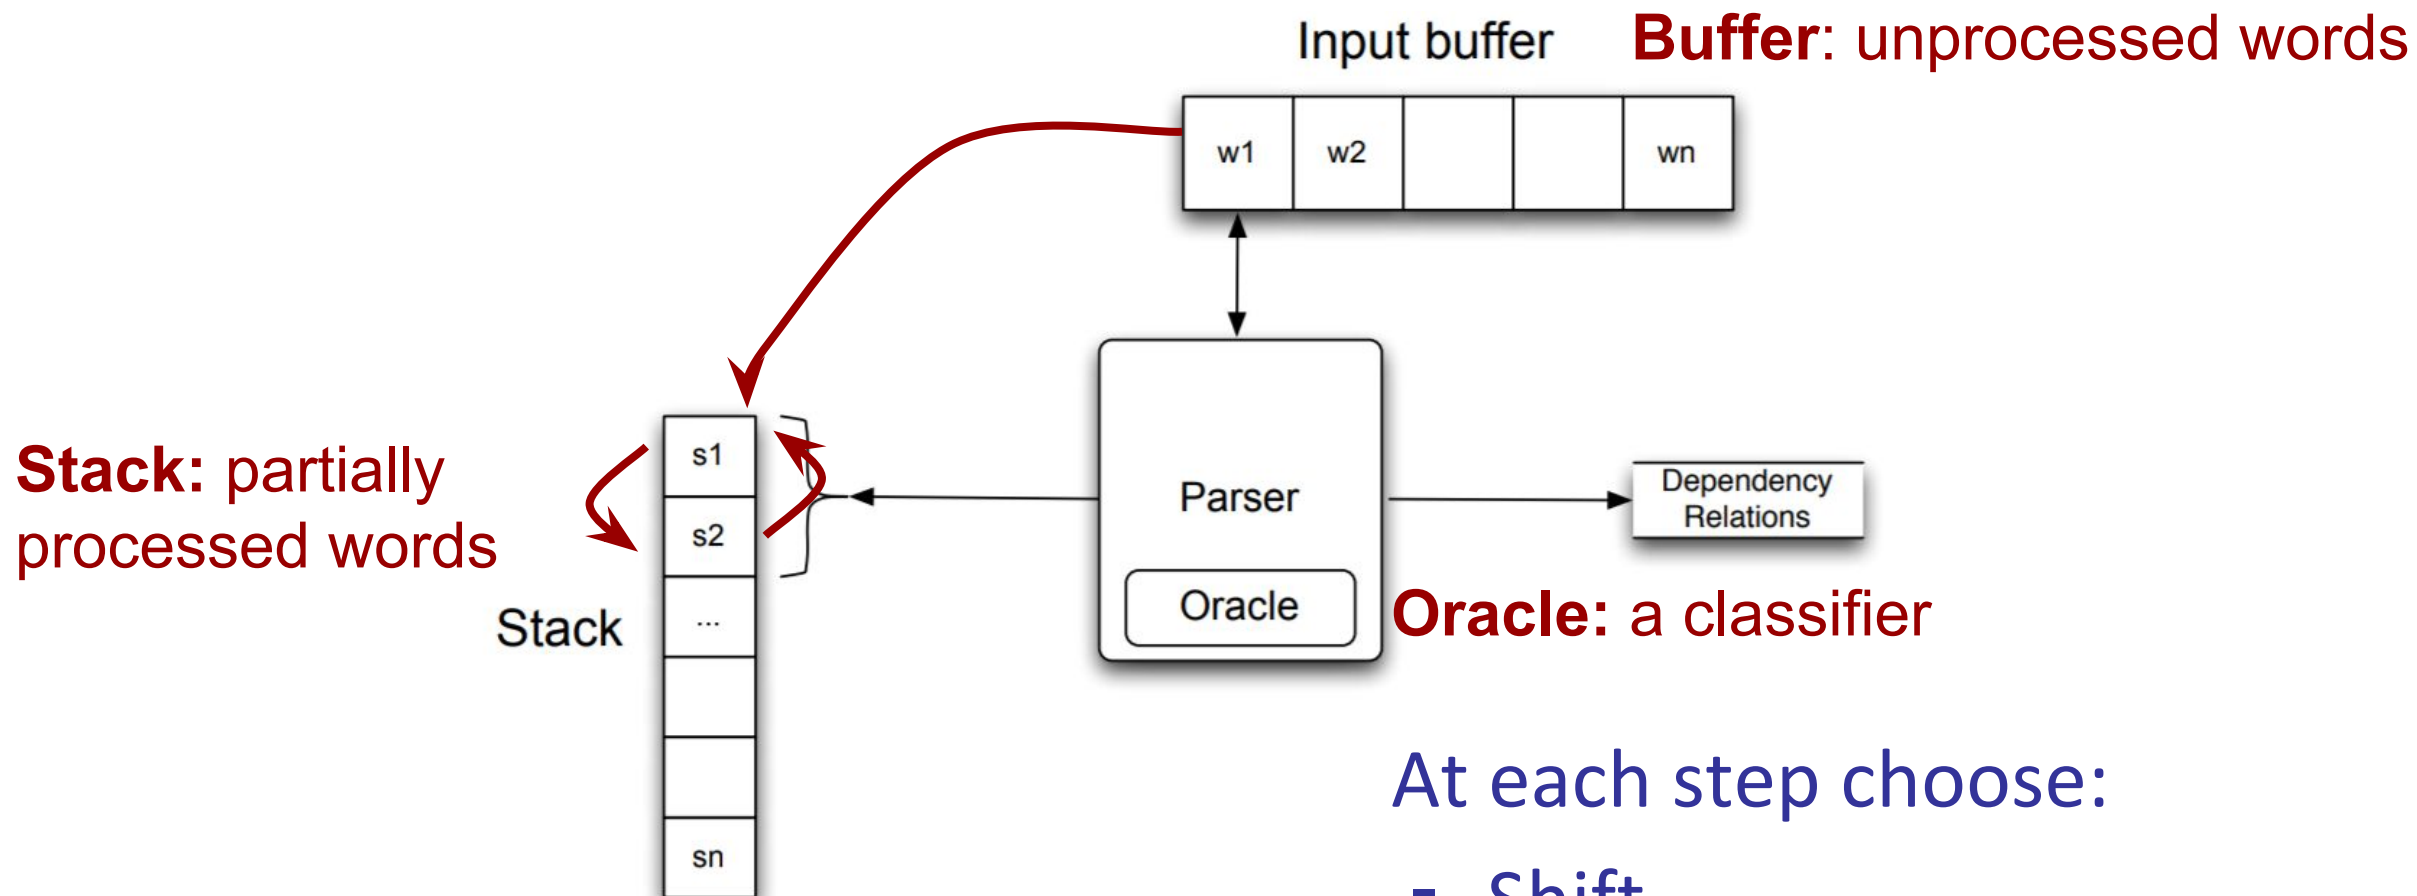 Input buffer
Buffer: unprocessed words
w1 w2 wn
Stack: partially
processed words
s1
s2
...
sn
Stack
Parser
Oracle
Dependency
Relations
Oracle: a classifier
At each step choose:
- Shift